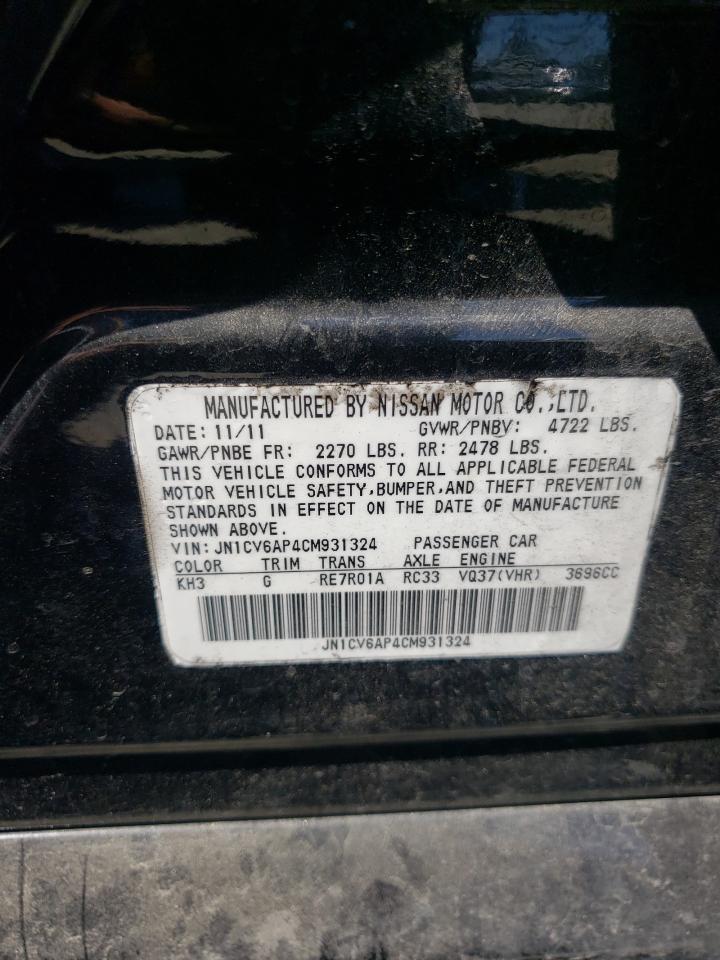 MANUFACTURED BY NISSAN MOTOR CO.,LTD.
DATE: 11/11 GVWR/PNBV: 4722 LBS.
GAWR/PNBE FR: 2270 LBS. RR: 2478 LBS.
THIS VEHICLE CONFORMS TO ALL APPLICABLE FEDERAL
MOTOR VEHICLE SAFETY,BUMPER,AND THEFT PREVENTION
STANDARDS IN EFFECT ON THE DATE OF MANUFACTURE
SHOWN ABOVE.
VIN: JN1CV6AP4CM931324 PASSENGER CAR
COLOR TRIM TRANS AXLE ENGINE
KH3 G RE7R01A RC33 VQ37(VHR) 3696CC
JN1CV6AP4CM931324